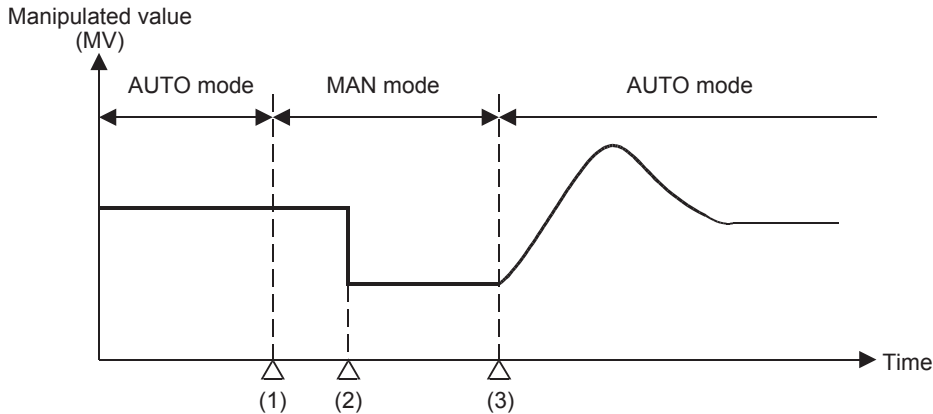 Manipulated value
(MV)
AUTO mode
MAN mode
AUTO mode
Time
(1)
(2)
(3)